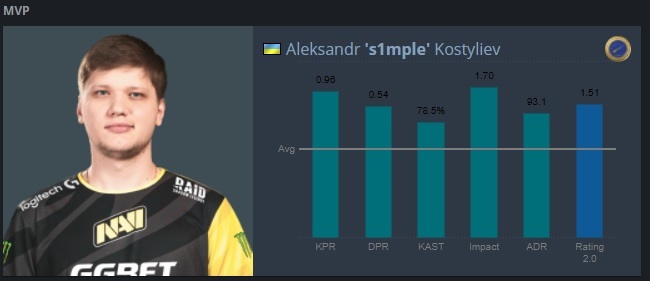 MVP
Aleksandr 's1mple' Kostyliev
0.96
0.54
78.5%
1.70
93.1
1.51
Avg
KPR
DPR
KAST
Impact
ADR
Rating
2.0
logitech G
RAID
NAVI
GGBET